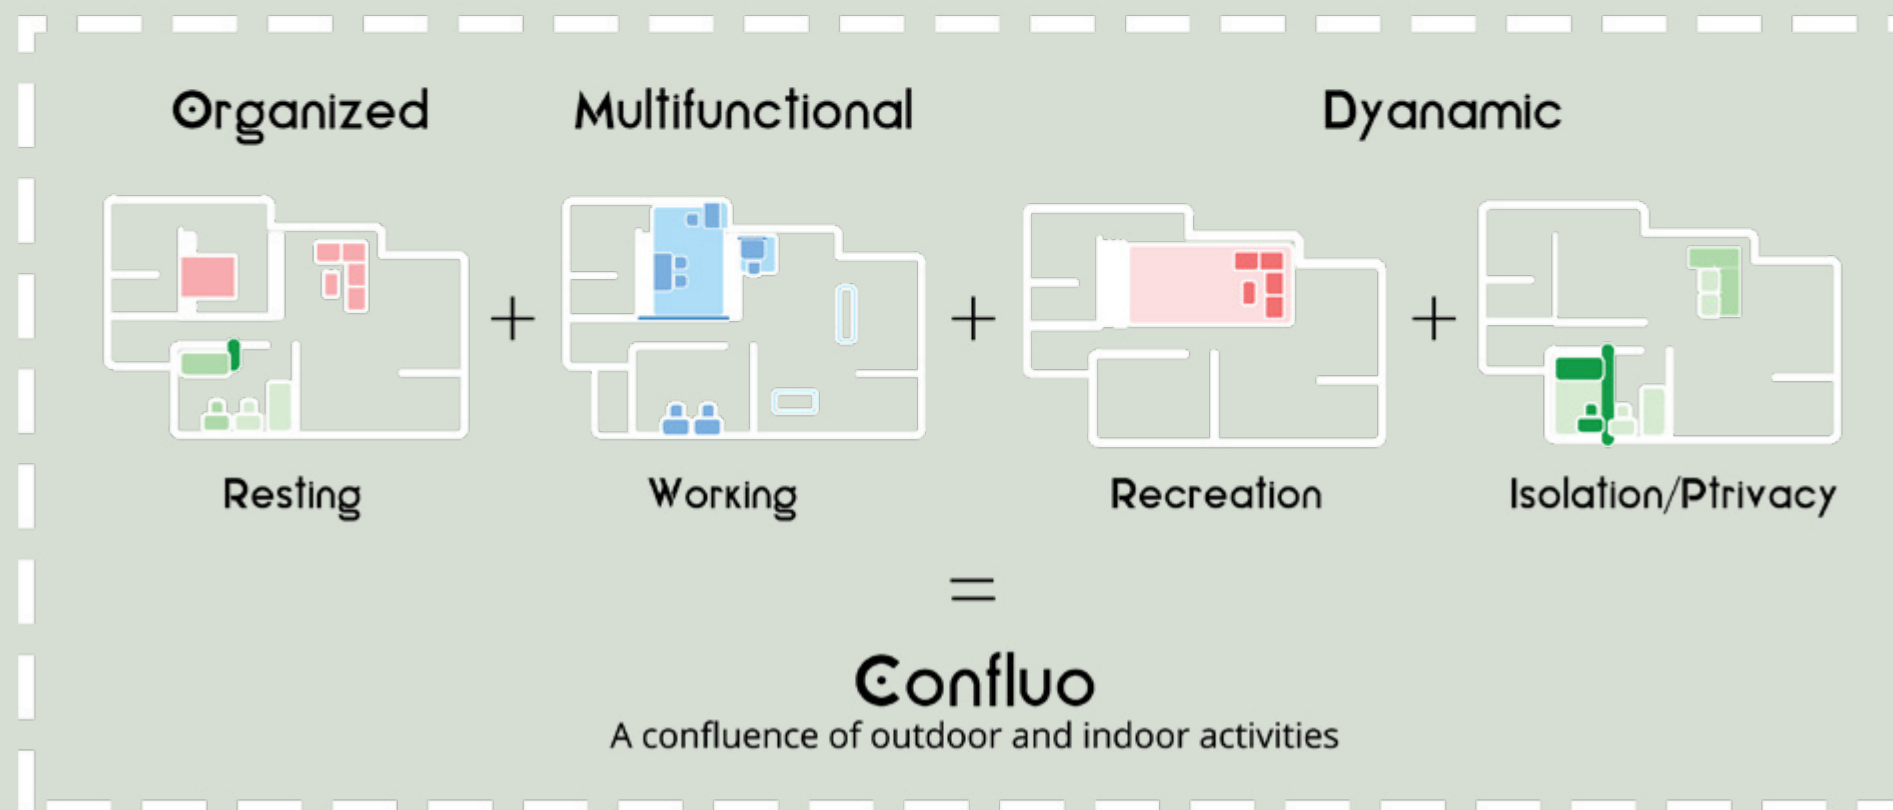 Organized Multifunctional Dyanamic
+ + +
Resting Working Recreation Isolation/Ptrivacy
=
Confluo
A confluence of outdoor and indoor activities